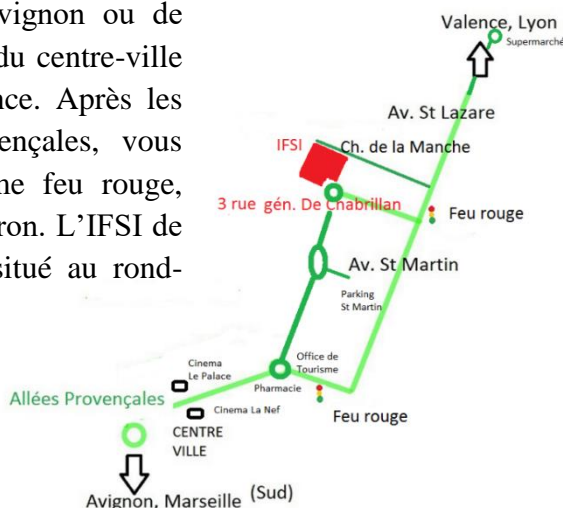 vignon ou de
du centre-ville
nce. Après les
ençales, vous
ne feu rouge,
ron. L'IFSI de
situé au rond-
Valence, Lyon
Supermarché
Av. St Lazare
IFSI
Ch. de la Manche
3 rue gén. De Chabrillan
Feu rouge
Av. St Martin
Parking
St Martin
Office de
Tourisme
Cinema
Le Palace
Pharmacie
Allées Provençales
Cinema La Nef
Feu rouge
CENTRE
VILLE
Avignon, Marseille (Sud)